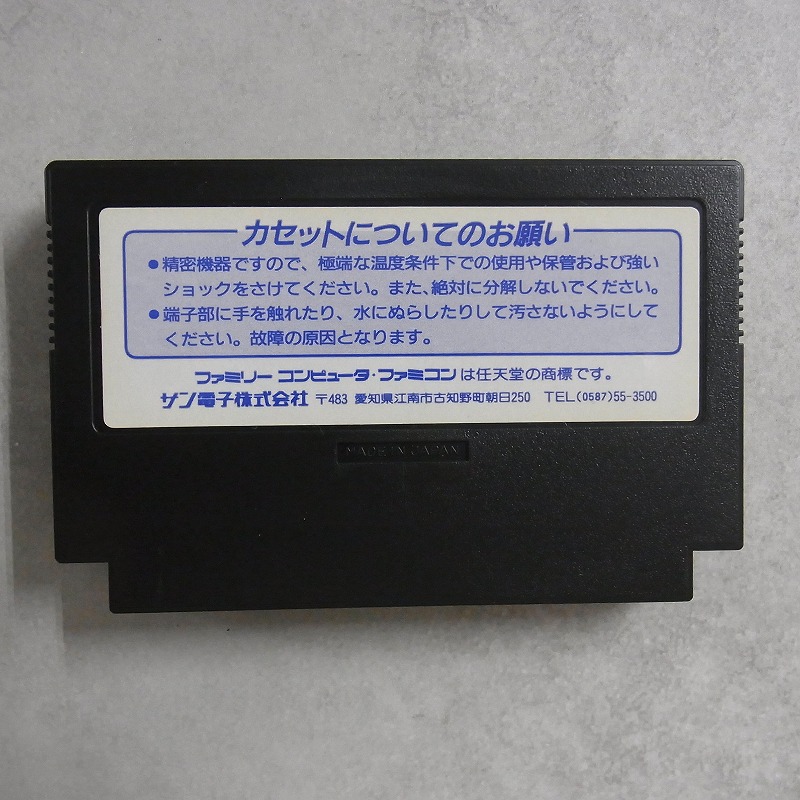 カセットについてのお願い
●精密機器ですので、極端な温度条件下での使用や保管および強い
ショックをさけてください。また、絶対に分解しないでください。
●端子部に手を触れたり、水にぬらしたりして汚さないようにして
ください。故障の原因となります。
ファミリー コンピュータ・ファミコンは任天堂の商標です。
サン電子株式会社 〒483 愛知県江南市古知野町朝日250 TEL(0587)55-3500
MADE IN JAPAN